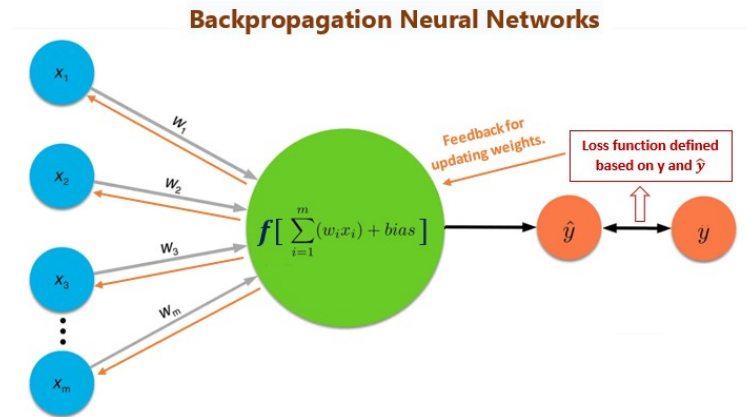 Backpropagation Neural Networks
x₁
x₂
x₃
xₘ
w₁
w₂
w₃
wₘ
f[ ∑_{i=1}^{m} (wᵢxᵢ) + bias ]
Feedback for
updating weights.
Loss function defined
based on y and ŷ
ŷ
y